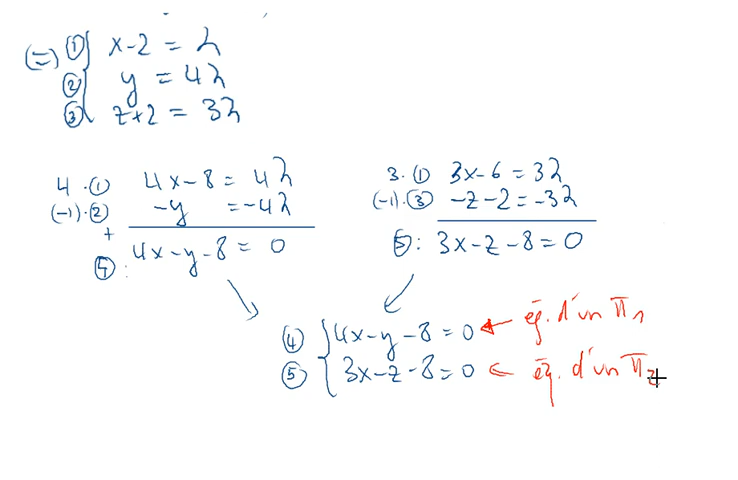 (=) ① x-2 = λ
② y = 4λ
③ z+2 = 3λ
4 · ① 4x-8 = 4λ
(-1)·② -y = -4λ
+
④: 4x-y-8 = 0
3 · ① 3x-6 = 3λ
(-1)·③ -z-2 = -3λ
⑤: 3x-z-8 = 0
④ 4x-y-8 = 0 ← éq. d'un π1
⑤ 3x-z-8 = 0 ← éq. d'un π2